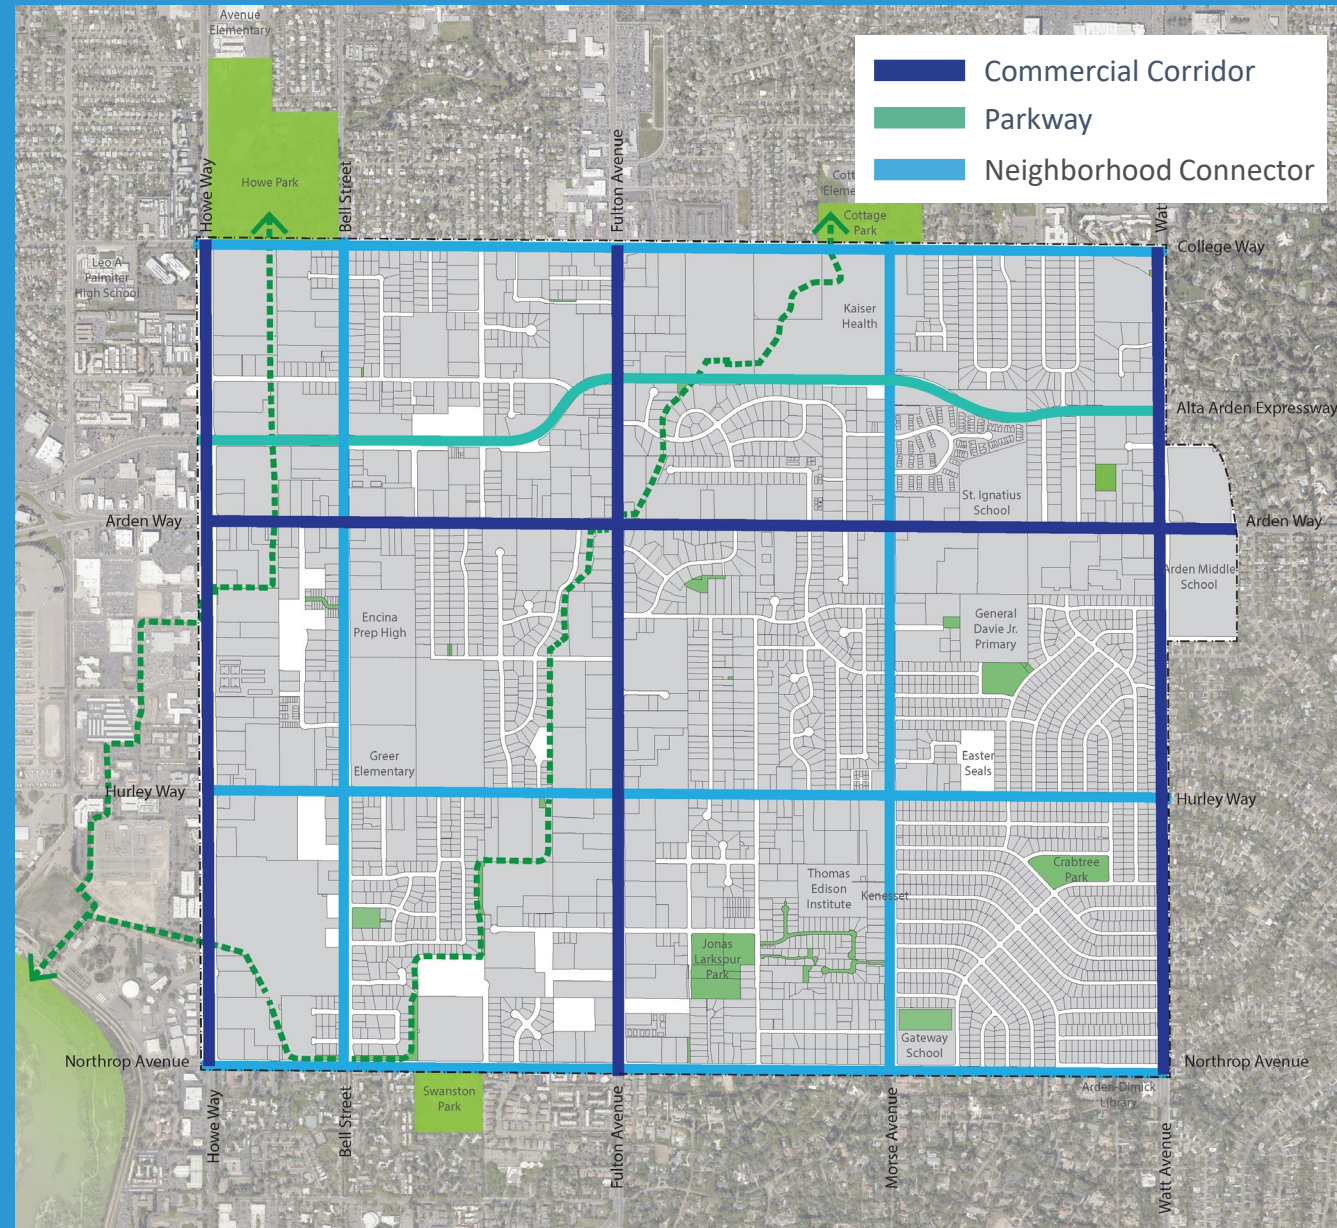 Avenue
Elementary
Commercial Corridor
Parkway
Neighborhood Connector
Howe Park
Howe Way
Bell Street
Fulton Avenue
Cottage
Park
College Way
Leo A
Palmiter
High School
Kaiser
Health
Alta Arden Expressway
St. Ignatius
School
Arden Way
Arden Way
Arden Middle
School
Encina
Prep High
General
Davie Jr.
Primary
Greer
Elementary
Easter
Seals
Hurley Way
Hurley Way
Crabtree
Park
Thomas
Edison
Institute
Kenesset
Jonas
Larkspur
Park
Gateway
School
Northrop Avenue
Northrop Avenue
Swanston
Park
Arden-Dimick
Library
Howe Way
Bell Street
Fulton Avenue
Morse Avenue
Watt Avenue